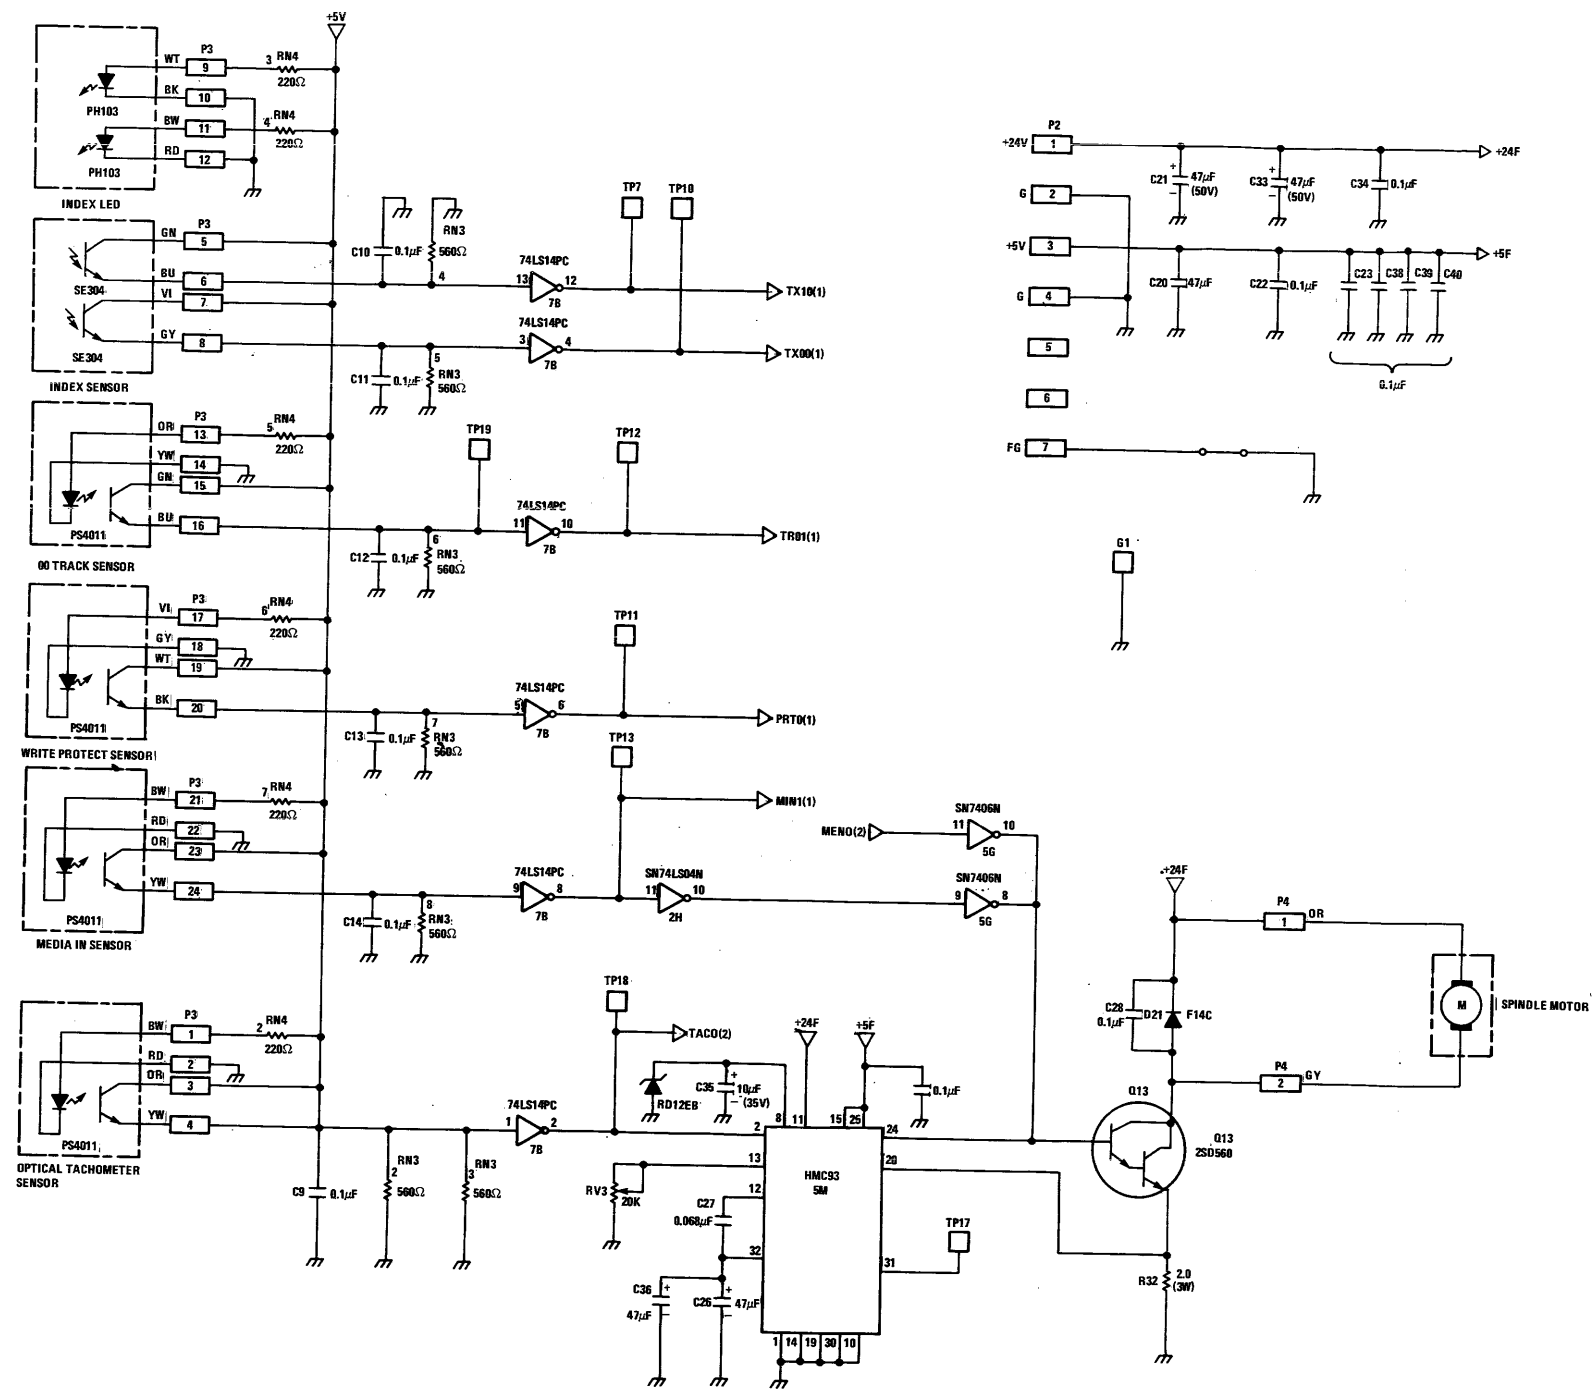 +5V
P3
WT
9
3
RN4
220Ω
BK
10
PH103
BW
11
4
RN4
220Ω
RD
12
PH103
INDEX LED
P3
GN
5
BU
6
SE304
VI
7
GY
8
SE304
INDEX SENSOR
C10
0.1μF
RN3
560Ω
4
74LS14PC
13
12
7B
TP7
TP10
TX10(1)
74LS14PC
3
4
7B
TX00(1)
C11
0.1μF
5
RN3
560Ω
P3
OR
13
5
RN4
220Ω
YW
14
GN
15
BU
16
PS4011
00 TRACK SENSOR
C12
0.1μF
6
RN3
560Ω
TP19
74LS14PC
11
10
7B
TP12
TR01(1)
P3
VI
17
6
RN4
220Ω
GY
18
WT
19
BK
20
PS4011
WRITE PROTECT SENSOR
C13
0.1μF
7
RN3
560Ω
74LS14PC
5
6
7B
TP11
PRT0(1)
P3
BW
21
7
RN4
220Ω
RD
22
OR
23
YW
24
PS4011
MEDIA IN SENSOR
C14
0.1μF
8
RN3
560Ω
74LS14PC
9
8
7B
TP13
MIN1(1)
SN74LS04N
11
10
2H
MENO(2)
SN7406N
11
10
5G
SN7406N
9
8
5G
P3
BW
1
2
RN4
220Ω
RD
2
OR
3
YW
4
PS4011
OPTICAL TACHOMETER
SENSOR
C9
0.1μF
RN3
2
560Ω
RN3
3
560Ω
74LS14PC
1
2
7B
TP18
TACO(2)
RD12EB
C35
+
10μF
−
(35V)
+24F
+5F
0.1μF
8
11
15
25
2
13
12
32
24
20
31
HMC93
5M
1
14
19
30
10
RV3
20K
C27
0.068μF
C36
+
47μF
−
C26
+
47μF
−
TP17
P2
+24V
1
+24F
C21
+
47μF
−
(50V)
C33
+
47μF
−
(50V)
C34
0.1μF
G
2
+5V
3
+5F
C20
47μF
C22
0.1μF
C23
C38
C39
C40
0.1μF
G
4
5
6
FG
7
G1
+24F
P4
1
OR
C28
0.1μF
D21
F14C
M
SPINDLE MOTOR
P4
2
GY
Q13
Q13
2SD560
R32
2.0
(3W)